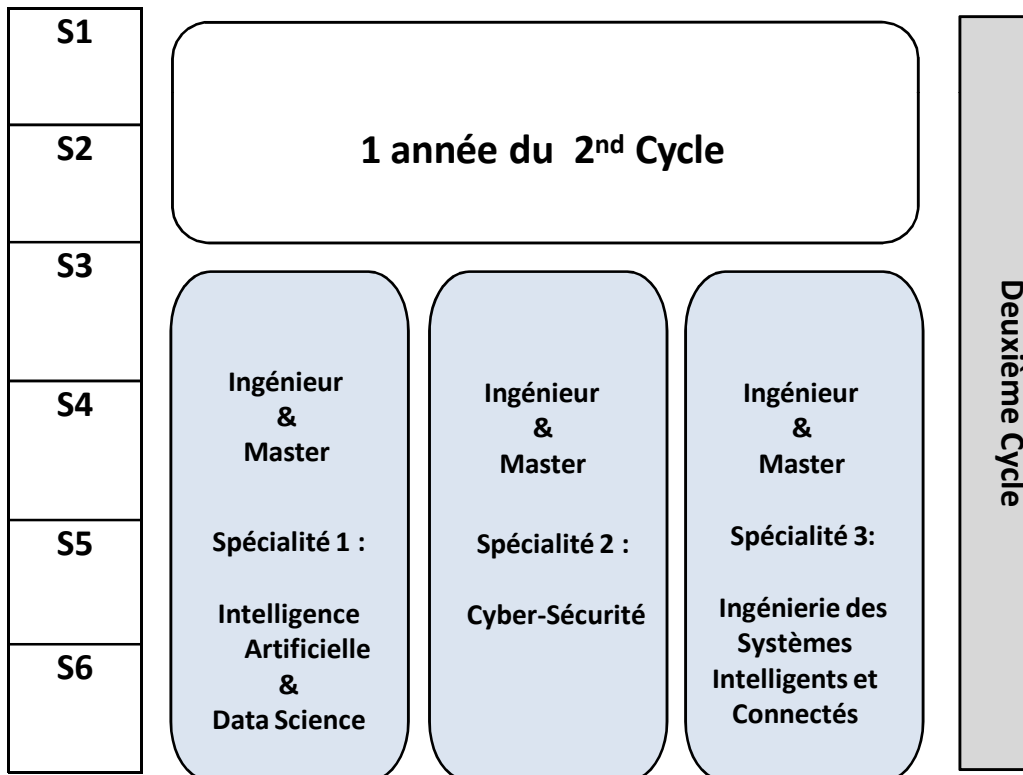 S1
S2
S3
S4
S5
S6
1 année du 2nd Cycle
Ingénieur
&
Master
Spécialité 1 :
Intelligence
Artificielle
&
Data Science
Ingénieur
&
Master
Spécialité 2 :
Cyber-Sécurité
Ingénieur
&
Master
Spécialité 3:
Ingénierie des
Systèmes
Intelligents et
Connectés
Deuxième Cycle